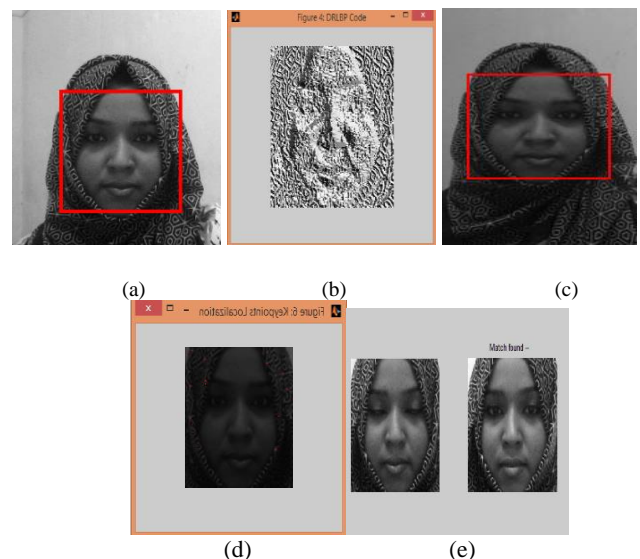 Figure 4: DRLBP Code
(a) (b) (c)
Figure 6: Keypoints Localization
Match found --
(d) (e)